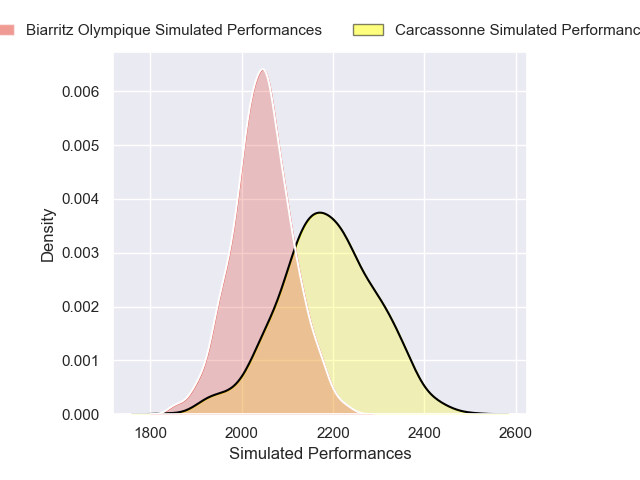 Biarritz Olympique Simulated Performances
Carcassonne Simulated
0.006
0.005
0.004
0.003
0.002
0.001
0.000
Density
1800 2000 2200 2400 2600
Simulated Performances